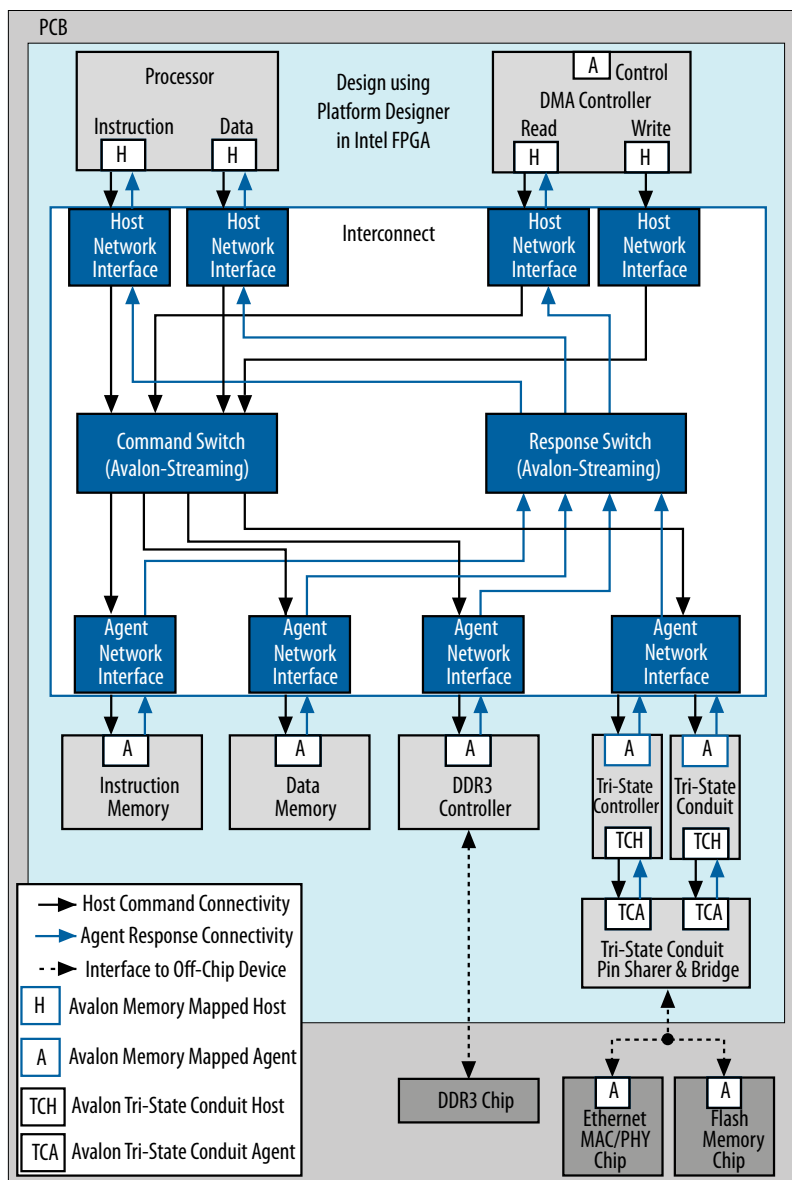 PCB
Processor
Instruction
Data
H
H
Design using
Platform Designer
in Intel FPGA
A
Control
DMA Controller
Read
Write
H
H
Host
Network
Interface
Host
Network
Interface
Interconnect
Host
Network
Interface
Host
Network
Interface
Command Switch
(Avalon-Streaming)
Response Switch
(Avalon-Streaming)
Agent
Network
Interface
Agent
Network
Interface
Agent
Network
Interface
Agent
Network
Interface
A
Instruction
Memory
A
Data
Memory
A
DDR3
Controller
A
Tri-State
Controller
TCH
A
Tri-State
Conduit
TCH
TCA
TCA
Tri-State Conduit
Pin Sharer & Bridge
Host Command Connectivity
Agent Response Connectivity
Interface to Off-Chip Device
H Avalon Memory Mapped Host
A Avalon Memory Mapped Agent
TCH Avalon Tri-State Conduit Host
TCA Avalon Tri-State Conduit Agent
DDR3 Chip
A
Ethernet
MAC/PHY
Chip
A
Flash
Memory
Chip